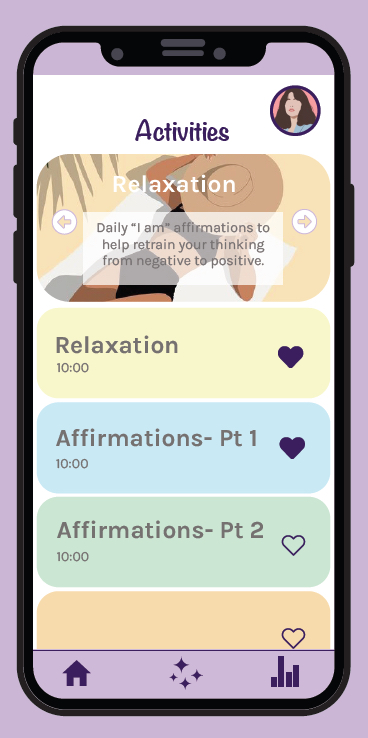 Activities
Relaxation
Daily “I am” affirmations to
help retrain your thinking
from negative to positive.
Relaxation
10:00
Affirmations- Pt 1
10:00
Affirmations- Pt 2
10:00